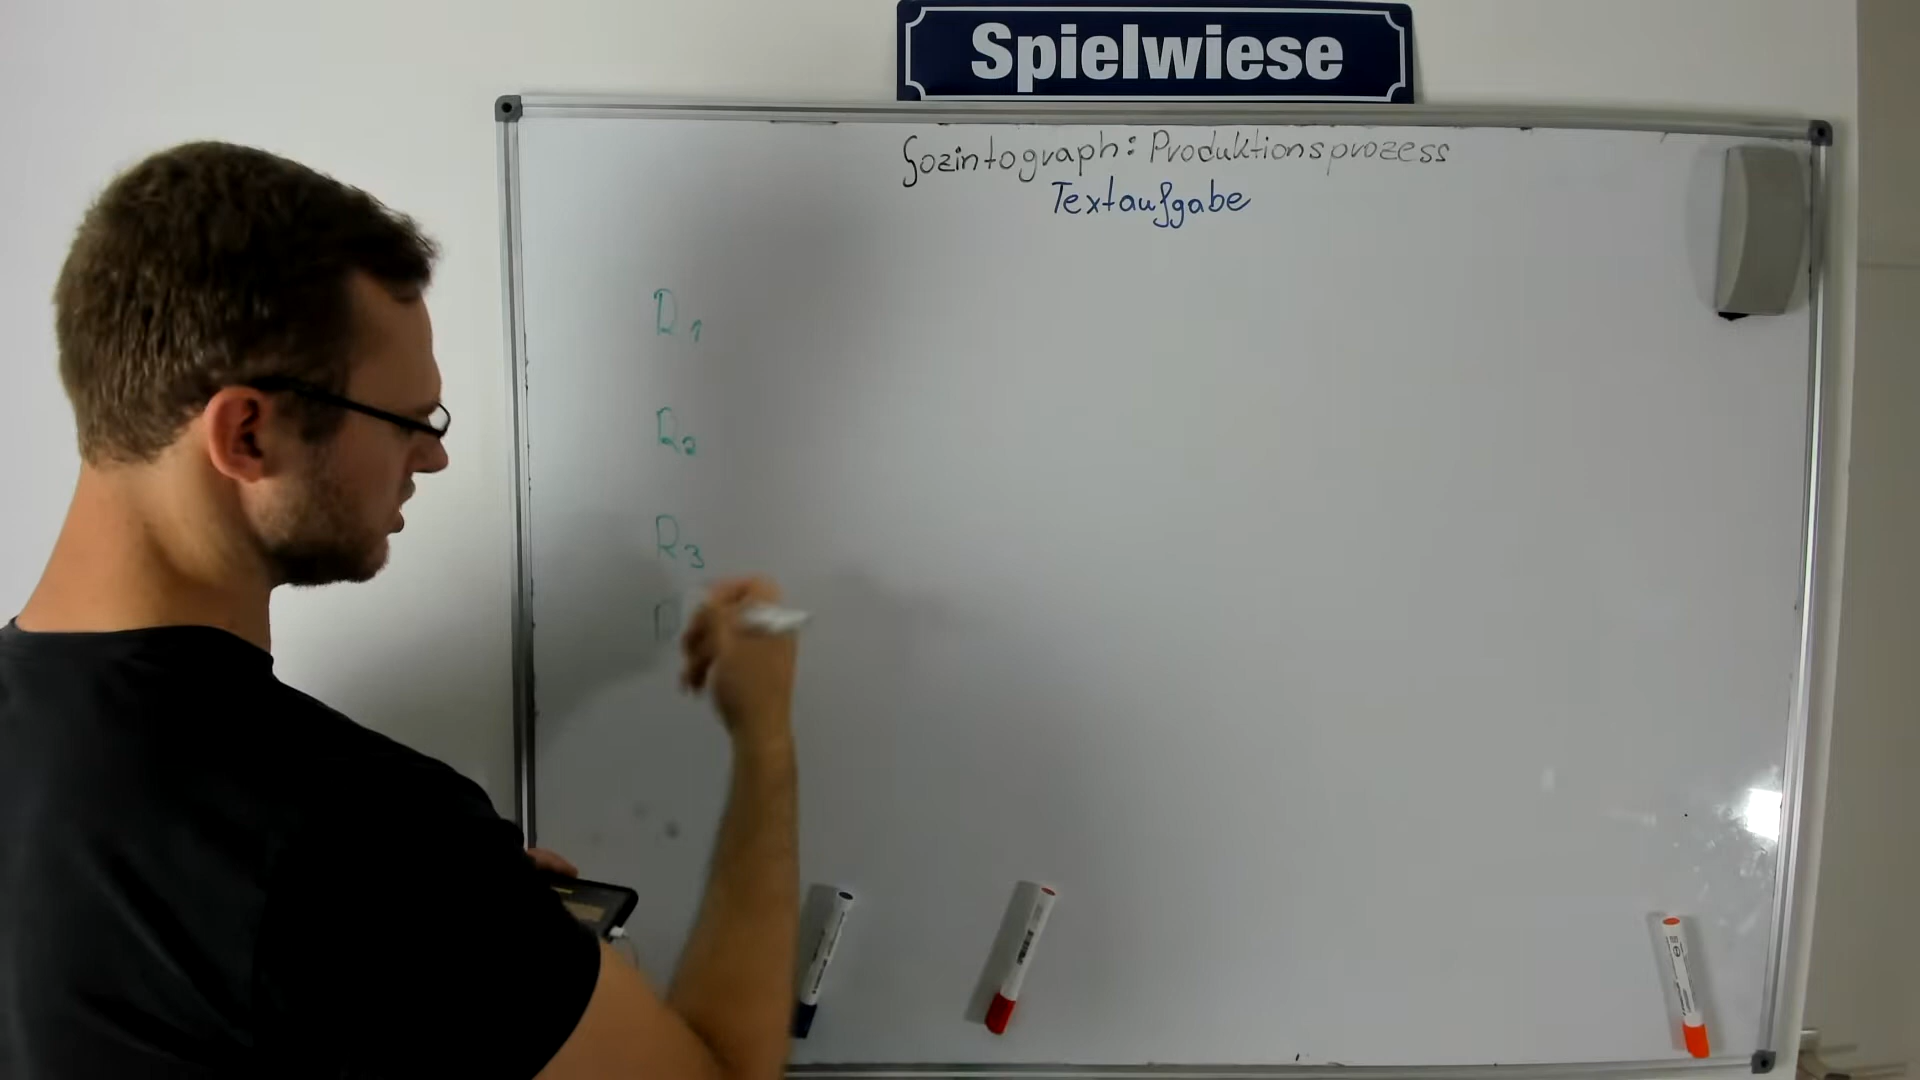 Spielwiese
Gozintograph: Produktionsprozess
Textaufgabe
R1
R2
R3